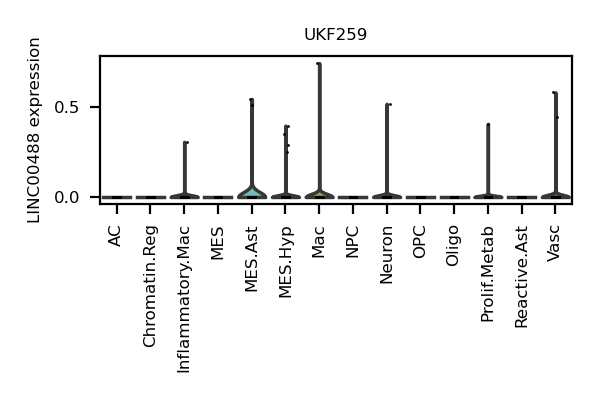 UKF259
LINC00488 expression
0.5
0.0
AC
Chromatin.Reg
Inflammatory.Mac
MES
MES.Ast
MES.Hyp
Mac
NPC
Neuron
OPC
Oligo
Prolif.Metab
Reactive.Ast
Vasc